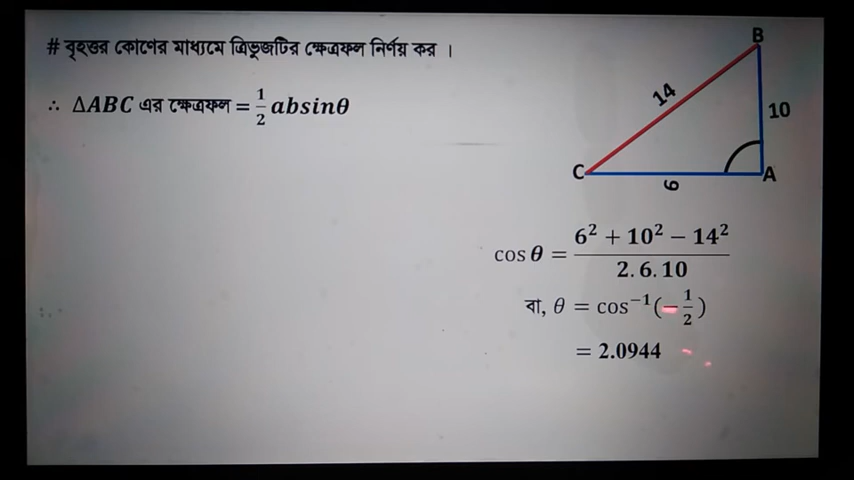 # বৃহত্তর কোণের মাধ্যমে ত্রিভুজটির ক্ষেত্রফল নির্ণয় কর ।
∴ ΔABC এর ক্ষেত্রফল = 1/2 absinθ
B
14
10
C
A
6
cos θ = (6² + 10² − 14²)/(2.6.10)
বা, θ = cos⁻¹(−1/2)
= 2.0944